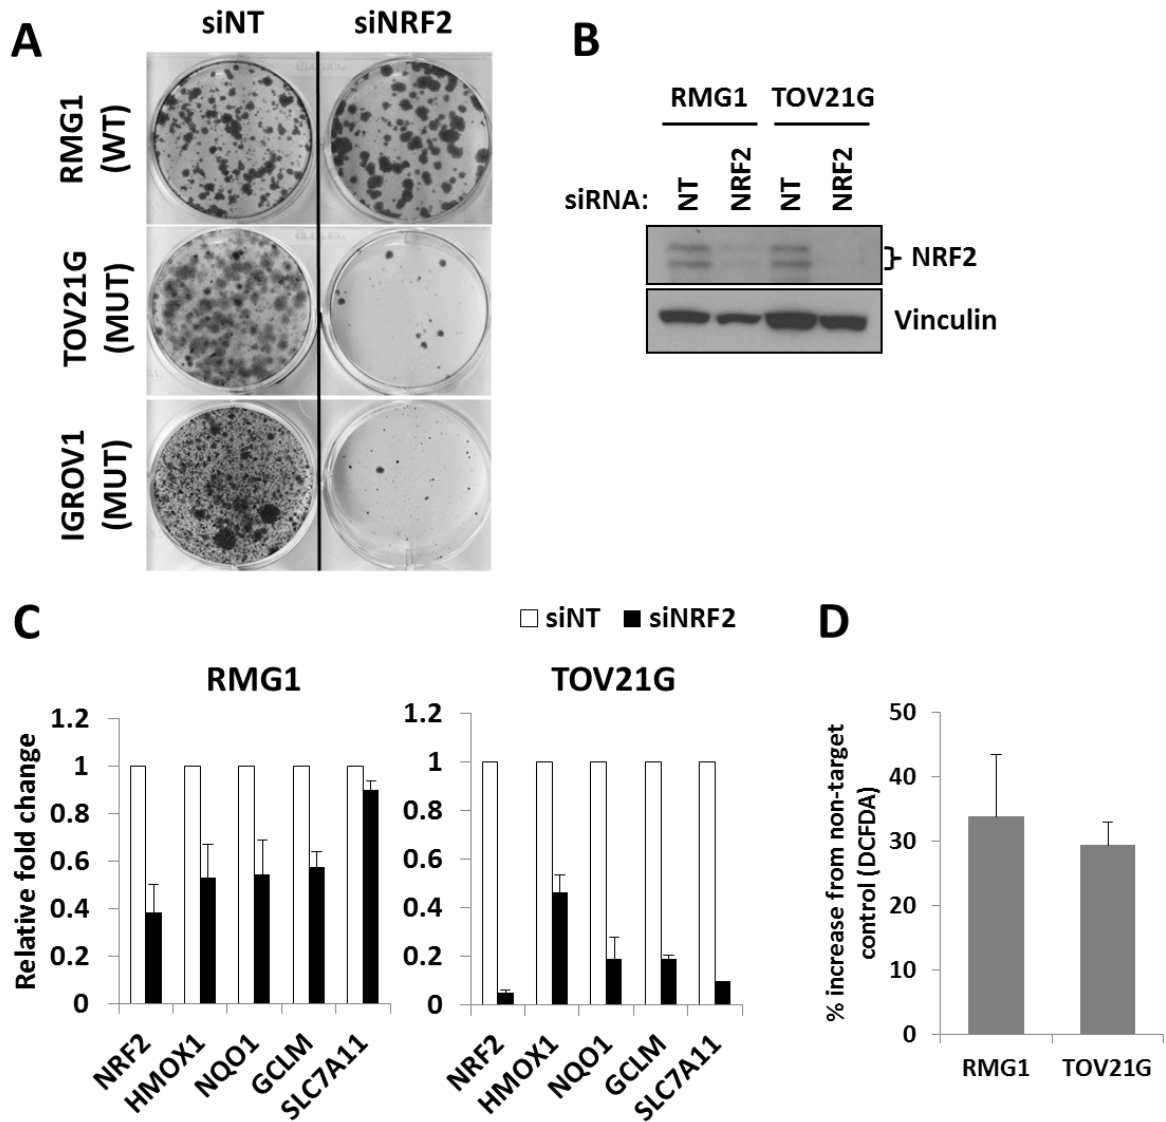 A
siNT
siNRF2
RMG1
(WT)
TOV21G
(MUT)
IGROV1
(MUT)
B
RMG1
TOV21G
siRNA:
NT
NRF2
NT
NRF2
NRF2
Vinculin
C
siNT
siNRF2
RMG1
Relative fold change
1.2
1
0.8
0.6
0.4
0.2
0
NRF2
HMOX1
NQO1
GCLM
SLC7A11
TOV21G
1.2
1
0.8
0.6
0.4
0.2
0
NRF2
HMOX1
NQO1
GCLM
SLC7A11
D
% increase from non-target
control (DCFDA)
50
40
30
20
10
0
RMG1
TOV21G